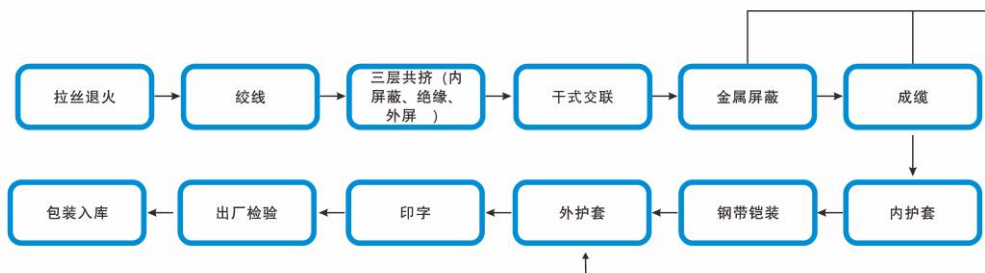 拉丝退火
绞线
三层共挤（内
屏蔽、绝缘、
外屏　）
干式交联
金属屏蔽
成缆
包装入库
出厂检验
印字
外护套
钢带铠装
内护套